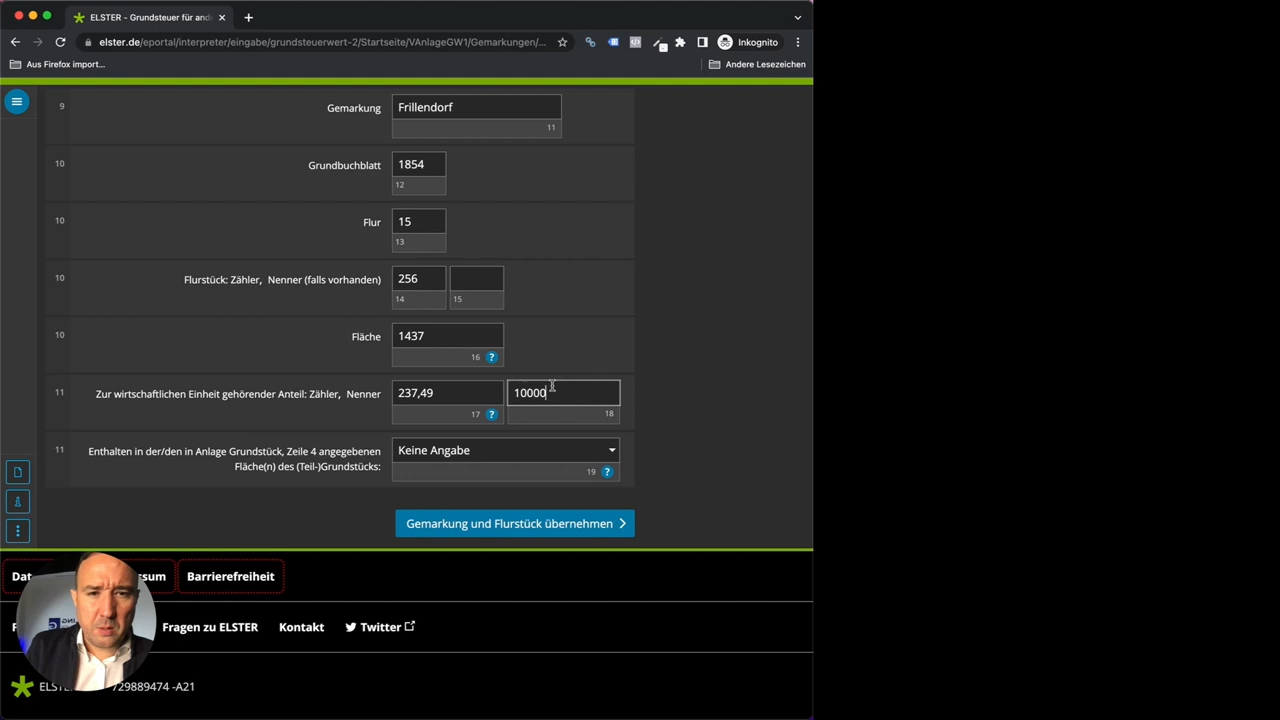 ELSTER - Grundsteuer für and
Inkognito
elster.de/eportal/interpreter/eingabe/grundsteuerwert-2/Startseite/VAnlageGW1/Gemarkungen/...
Aus Firefox import...
Andere Lesezeichen
9 Gemarkung Frillendorf
11
10 Grundbuchblatt 1854
12
10 Flur 15
13
10 Flurstück: Zähler, Nenner (falls vorhanden) 256
14 15
10 Fläche 1437
16 ?
11 Zur wirtschaftlichen Einheit gehörender Anteil: Zähler, Nenner 237,49 10000
17 ? 18
11 Enthalten in der/den in Anlage Grundstück, Zeile 4 angegebenen Keine Angabe
Fläche(n) des (Teil-)Grundstücks:
19 ?
Gemarkung und Flurstück übernehmen
Barrierefreiheit
Fragen zu ELSTER Kontakt Twitter
729889474 -A21